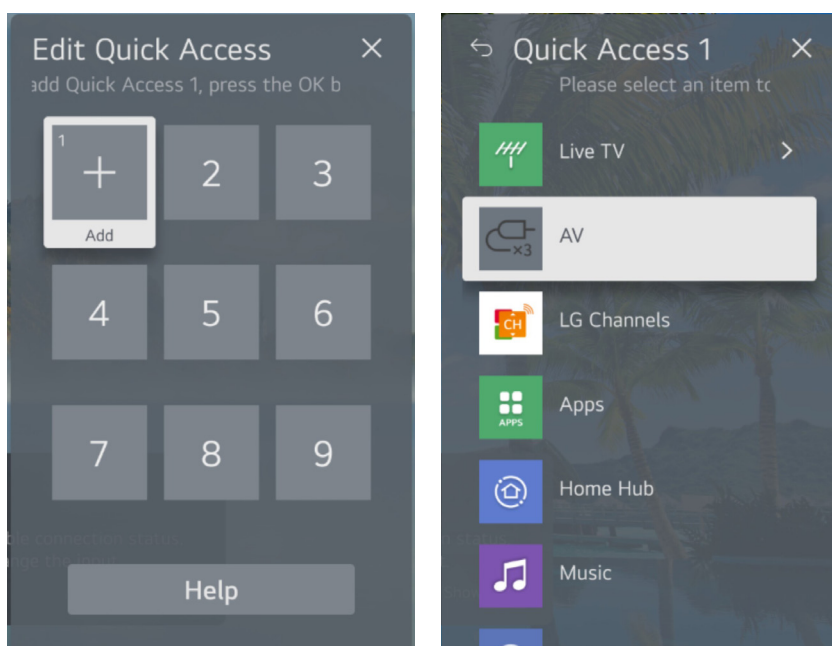 Edit Quick Access
add Quick Access 1, press the OK b
1
Add
2
3
4
5
6
7
8
9
Help
Quick Access 1
Please select an item to
Live TV
×3
AV
CH
LG Channels
APPS
Apps
Home Hub
Music